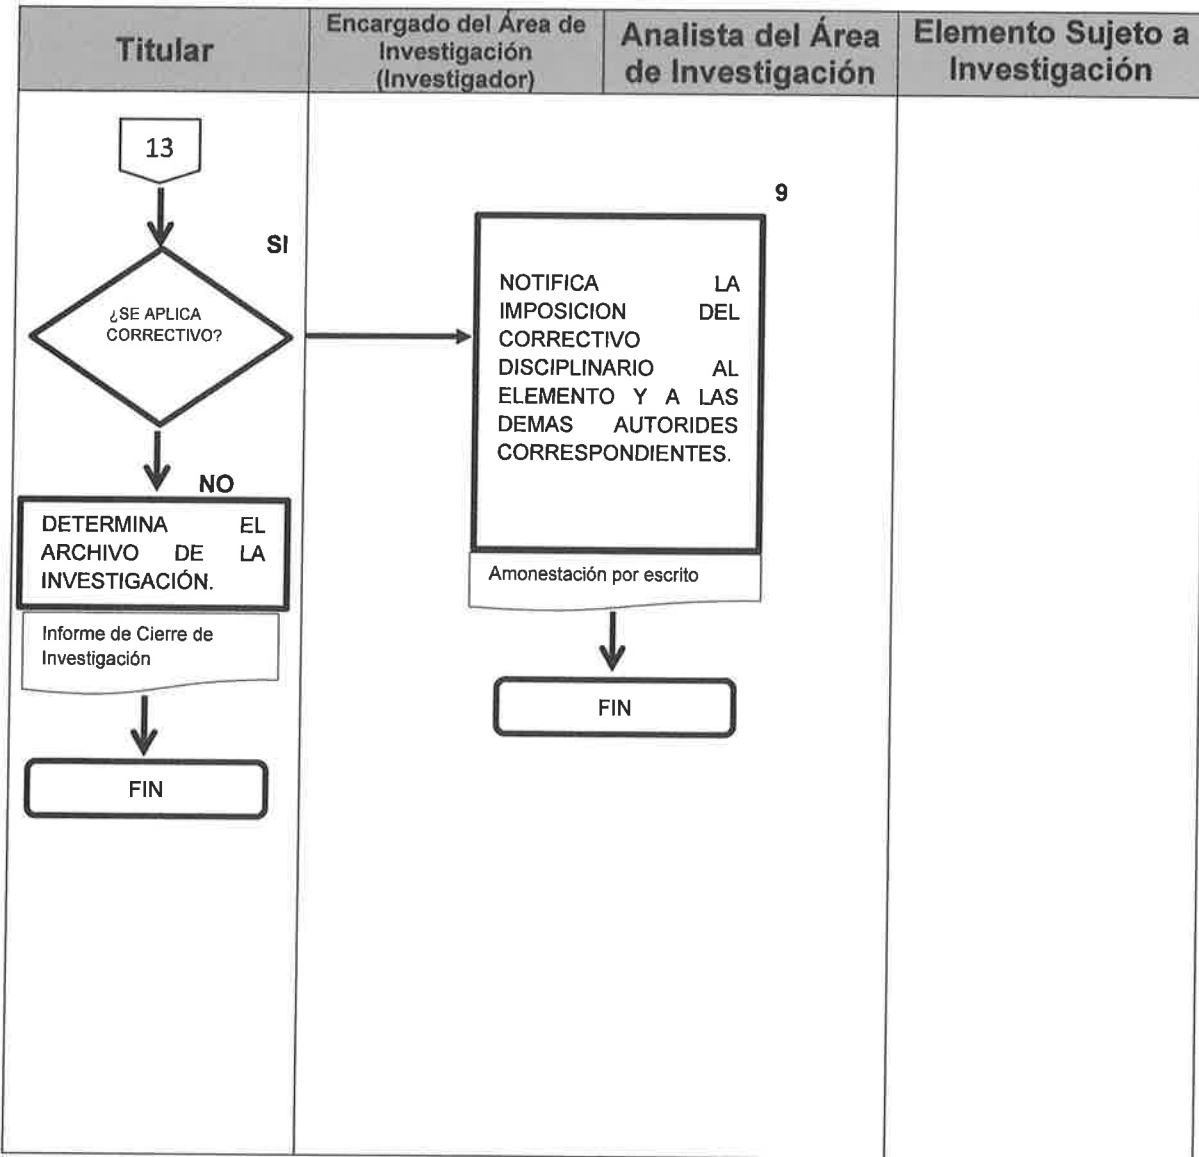 Titular
Encargado del Área de
Investigación
(Investigador)
Analista del Área
de Investigación
Elemento Sujeto a
Investigación
13
SI
¿SE APLICA
CORRECTIVO?
NO
DETERMINA EL
ARCHIVO DE LA
INVESTIGACIÓN.
Informe de Cierre de
Investigación
FIN
9
NOTIFICA LA
IMPOSICION DEL
CORRECTIVO
DISCIPLINARIO AL
ELEMENTO Y A LAS
DEMAS AUTORIDES
CORRESPONDIENTES.
Amonestación por escrito
FIN